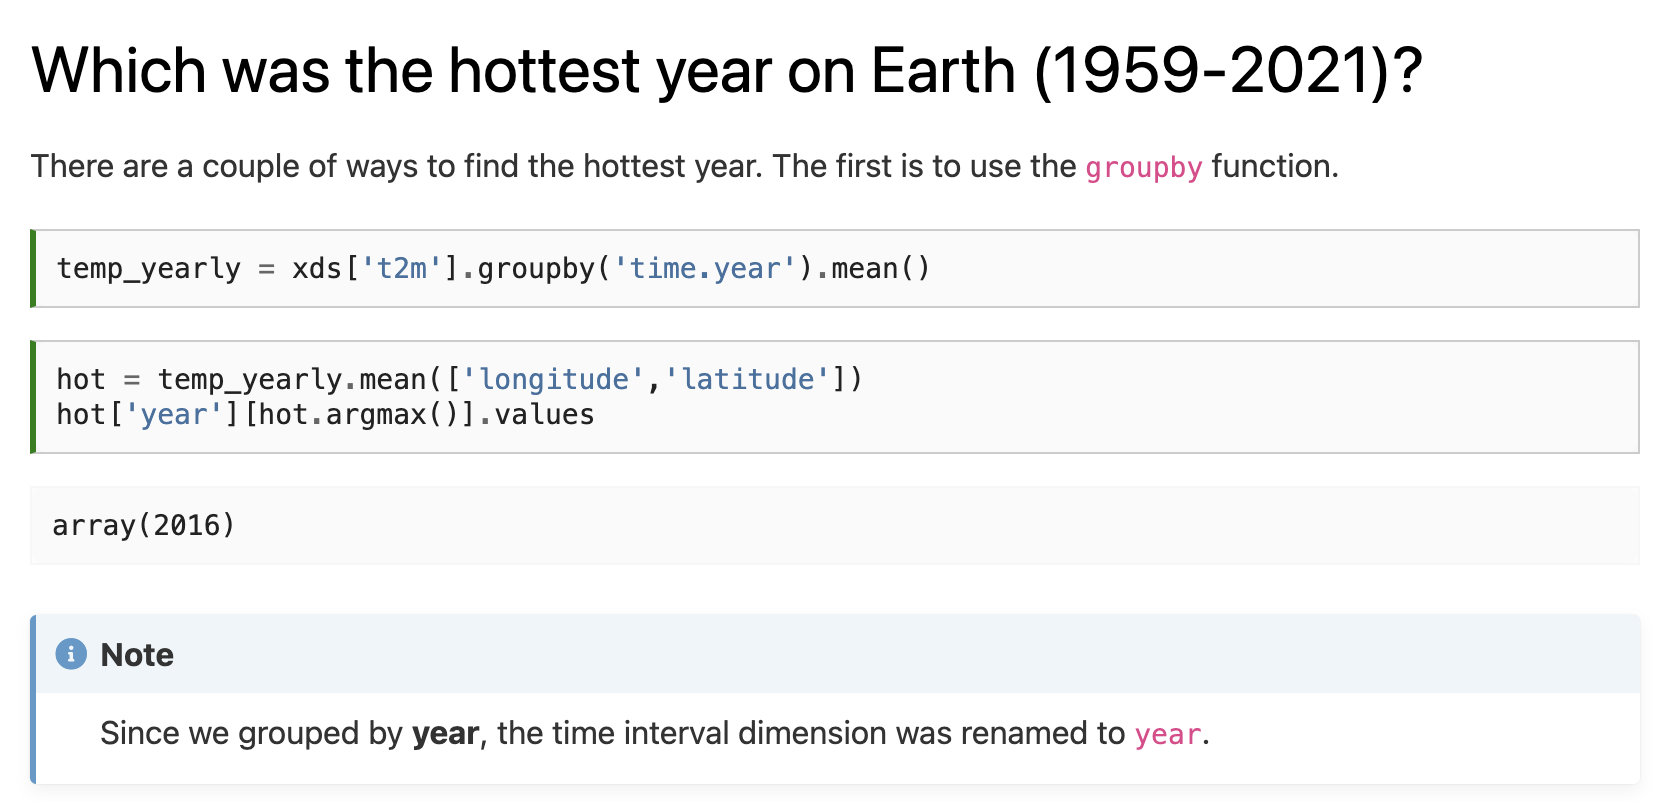 Which was the hottest year on Earth (1959-2021)?
There are a couple of ways to find the hottest year. The first is to use the groupby function.
temp_yearly = xds['t2m'].groupby('time.year').mean()
hot = temp_yearly.mean(['longitude','latitude'])
hot['year'][hot.argmax()].values
array(2016)
Note
Since we grouped by year, the time interval dimension was renamed to year.